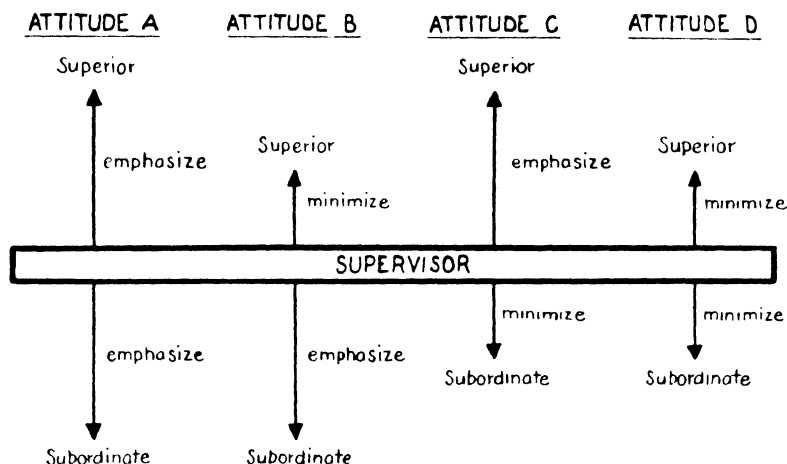 ATTITUDE A ATTITUDE B ATTITUDE C ATTITUDE D
Superior Superior
Superior Superior
emphasize emphasize
minimize minimize
SUPERVISOR
minimize minimize
emphasize emphasize
Subordinate Subordinate
Subordinate Subordinate